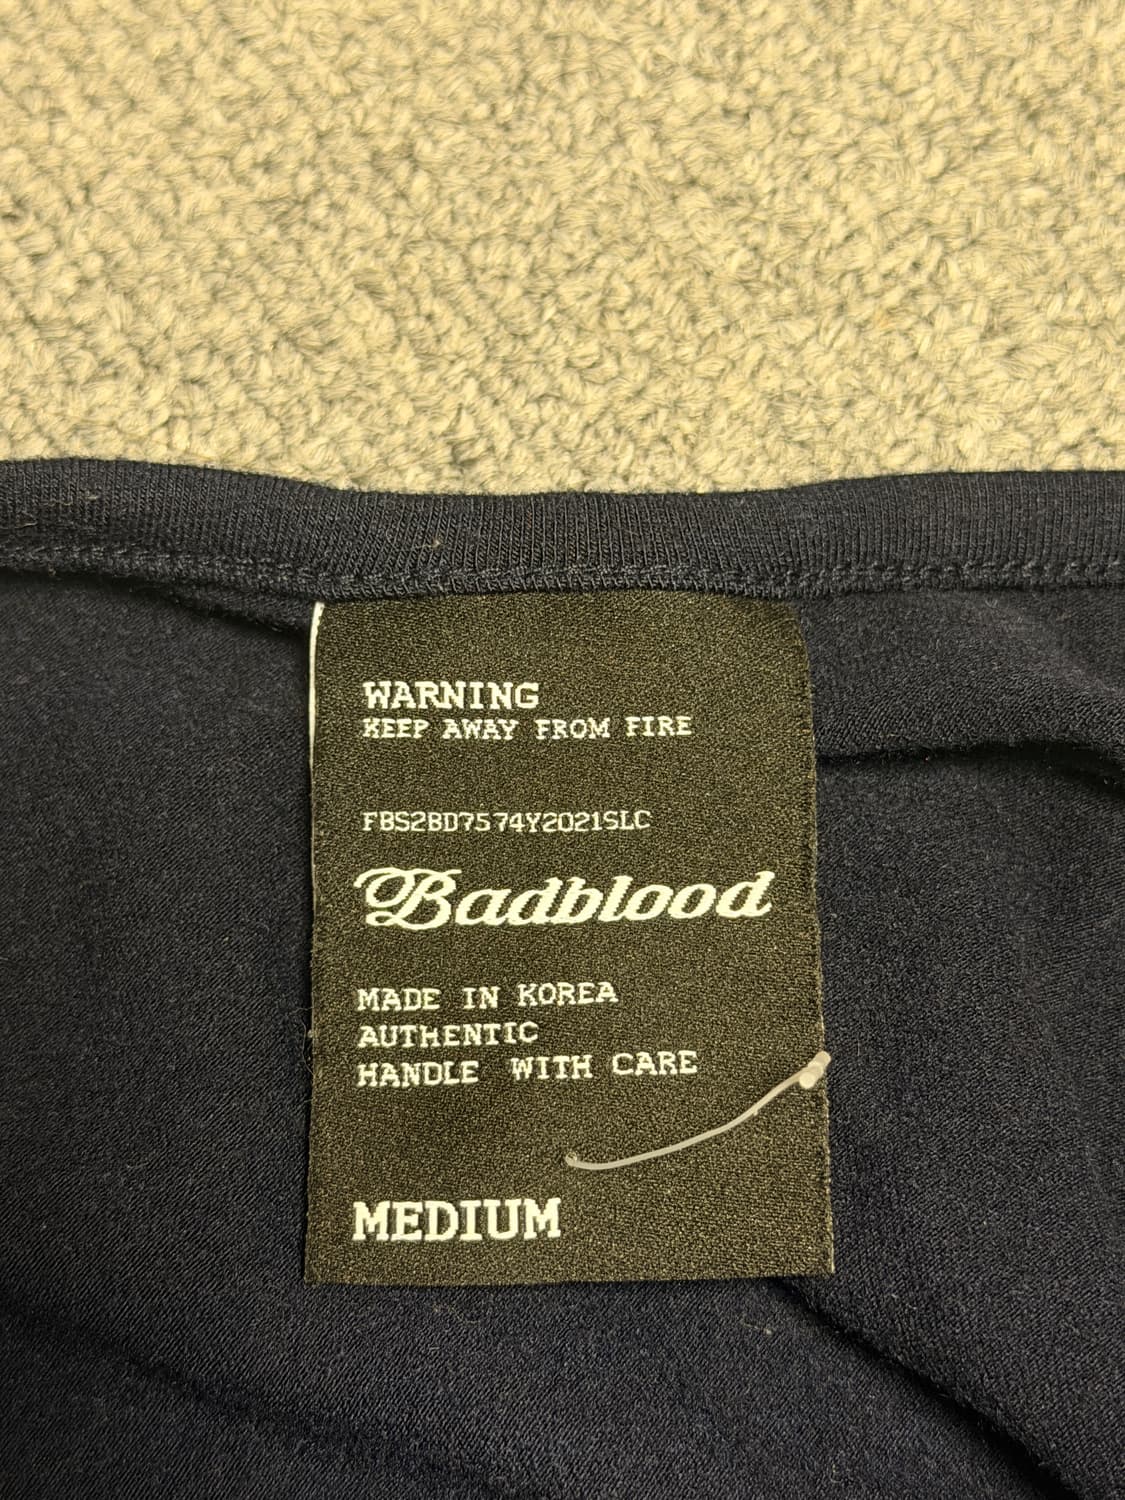 WARNING
KEEP AWAY FROM FIRE
FBS2BD7574Y2021SLC
Badblood
MADE IN KOREA
AUTHENTIC
HANDLE WITH CARE
MEDIUM